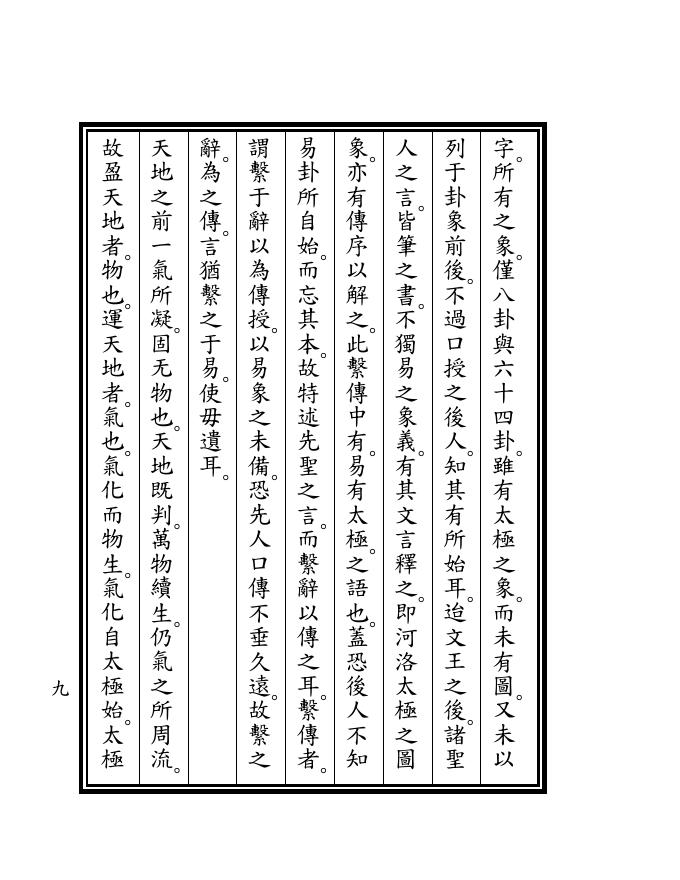 字。所有之象。僅八卦與六十四卦。雖有太極之象。而未有圖。又未以
列于卦象前後。不過口授之後人。知其有所始耳。迨文王之後。諸聖
人之言。皆筆之書。不獨易之象義。有其文言釋之。即河洛太極之圖
象。亦有傳序以解之。此繫傳中有。易有太極。之語也。蓋恐後人不知
易卦所自始。而忘其本。故特述先聖之言。而繫辭以傳之耳。繫傳者。
謂繫于辭以為傳授。以易象之未備。恐先人口傳不垂久遠。故繫之
辭。為之傳。言猶繫之于易。使毋遺耳。
天地之前一氣所凝。固无物也。天地既判。萬物續生。仍氣之所周流。
故盈天地者。物也。運天地者。氣也。氣化而物生。氣化自太極始。太極
九